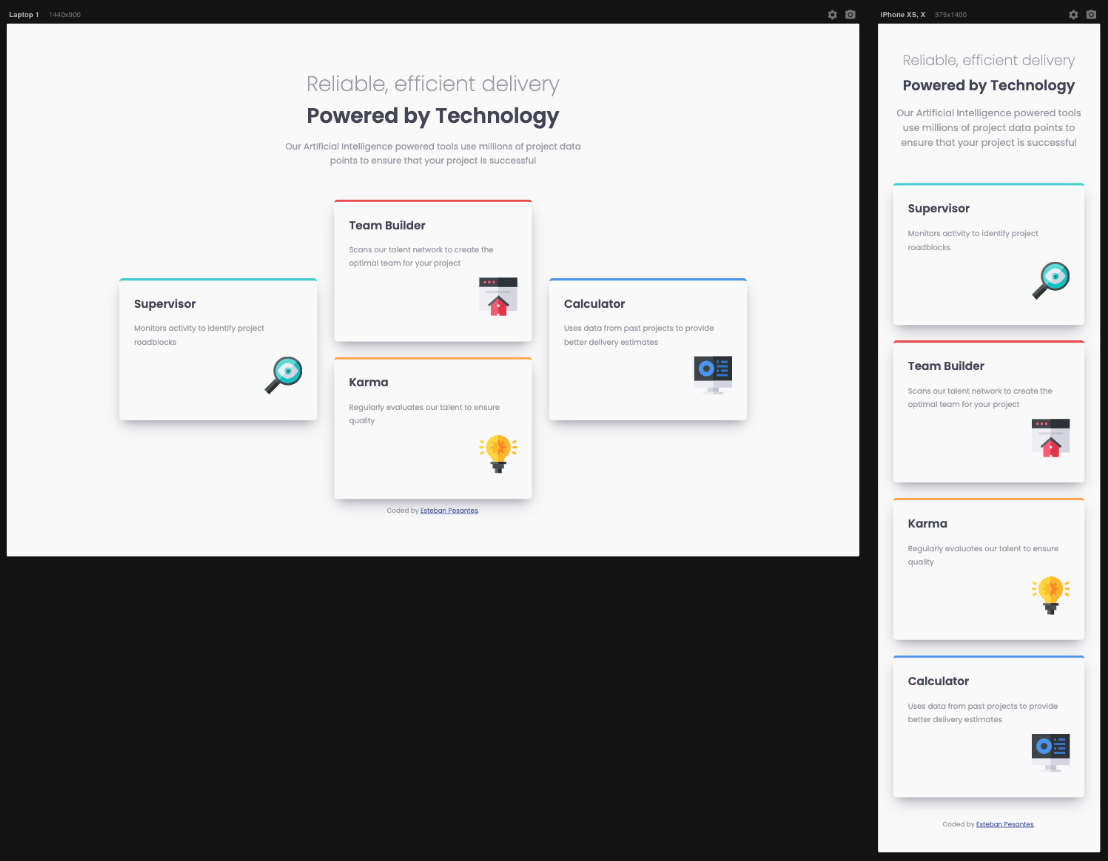 Laptop 1 1440x900
Reliable, efficient delivery
Powered by Technology
Our Artificial Intelligence powered tools use millions of project data
points to ensure that your project is successful
Supervisor
Monitors activity to identify project
roadblocks
Team Builder
Scans our talent network to create the
optimal team for your project
Karma
Regularly evaluates our talent to ensure
quality
Calculator
Uses data from past projects to provide
better delivery estimates
Coded by Esteban Pesantes.
iPhone XS, X 375x1400
Reliable, efficient delivery
Powered by Technology
Our Artificial Intelligence powered tools
use millions of project data points to
ensure that your project is successful
Supervisor
Monitors activity to identify project
roadblocks
Team Builder
Scans our talent network to create the
optimal team for your project
Karma
Regularly evaluates our talent to ensure
quality
Calculator
Uses data from past projects to provide
better delivery estimates
Coded by Esteban Pesantes.